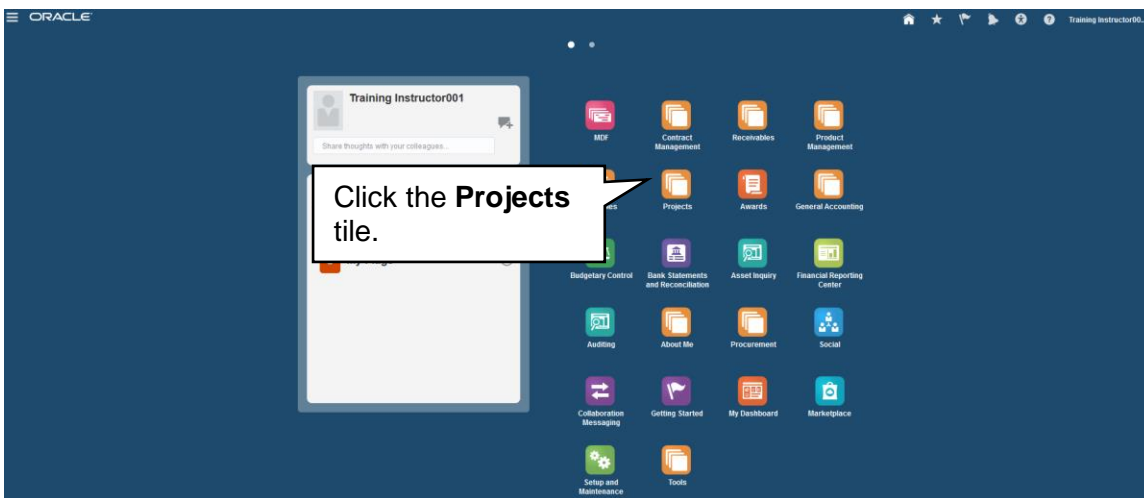 ORACLE
Training Instructor00...
Training Instructor001
Share thoughts with your colleagues...
MDF
Contract
Management
Receivables
Product
Management
Click the Projects
tile.
Projects
Awards
General Accounting
Budgetary Control
Bank Statements
and Reconciliation
Asset Inquiry
Financial Reporting
Center
Auditing
About Me
Procurement
Social
Collaboration
Messaging
Getting Started
My Dashboard
Marketplace
Setup and
Maintenance
Tools